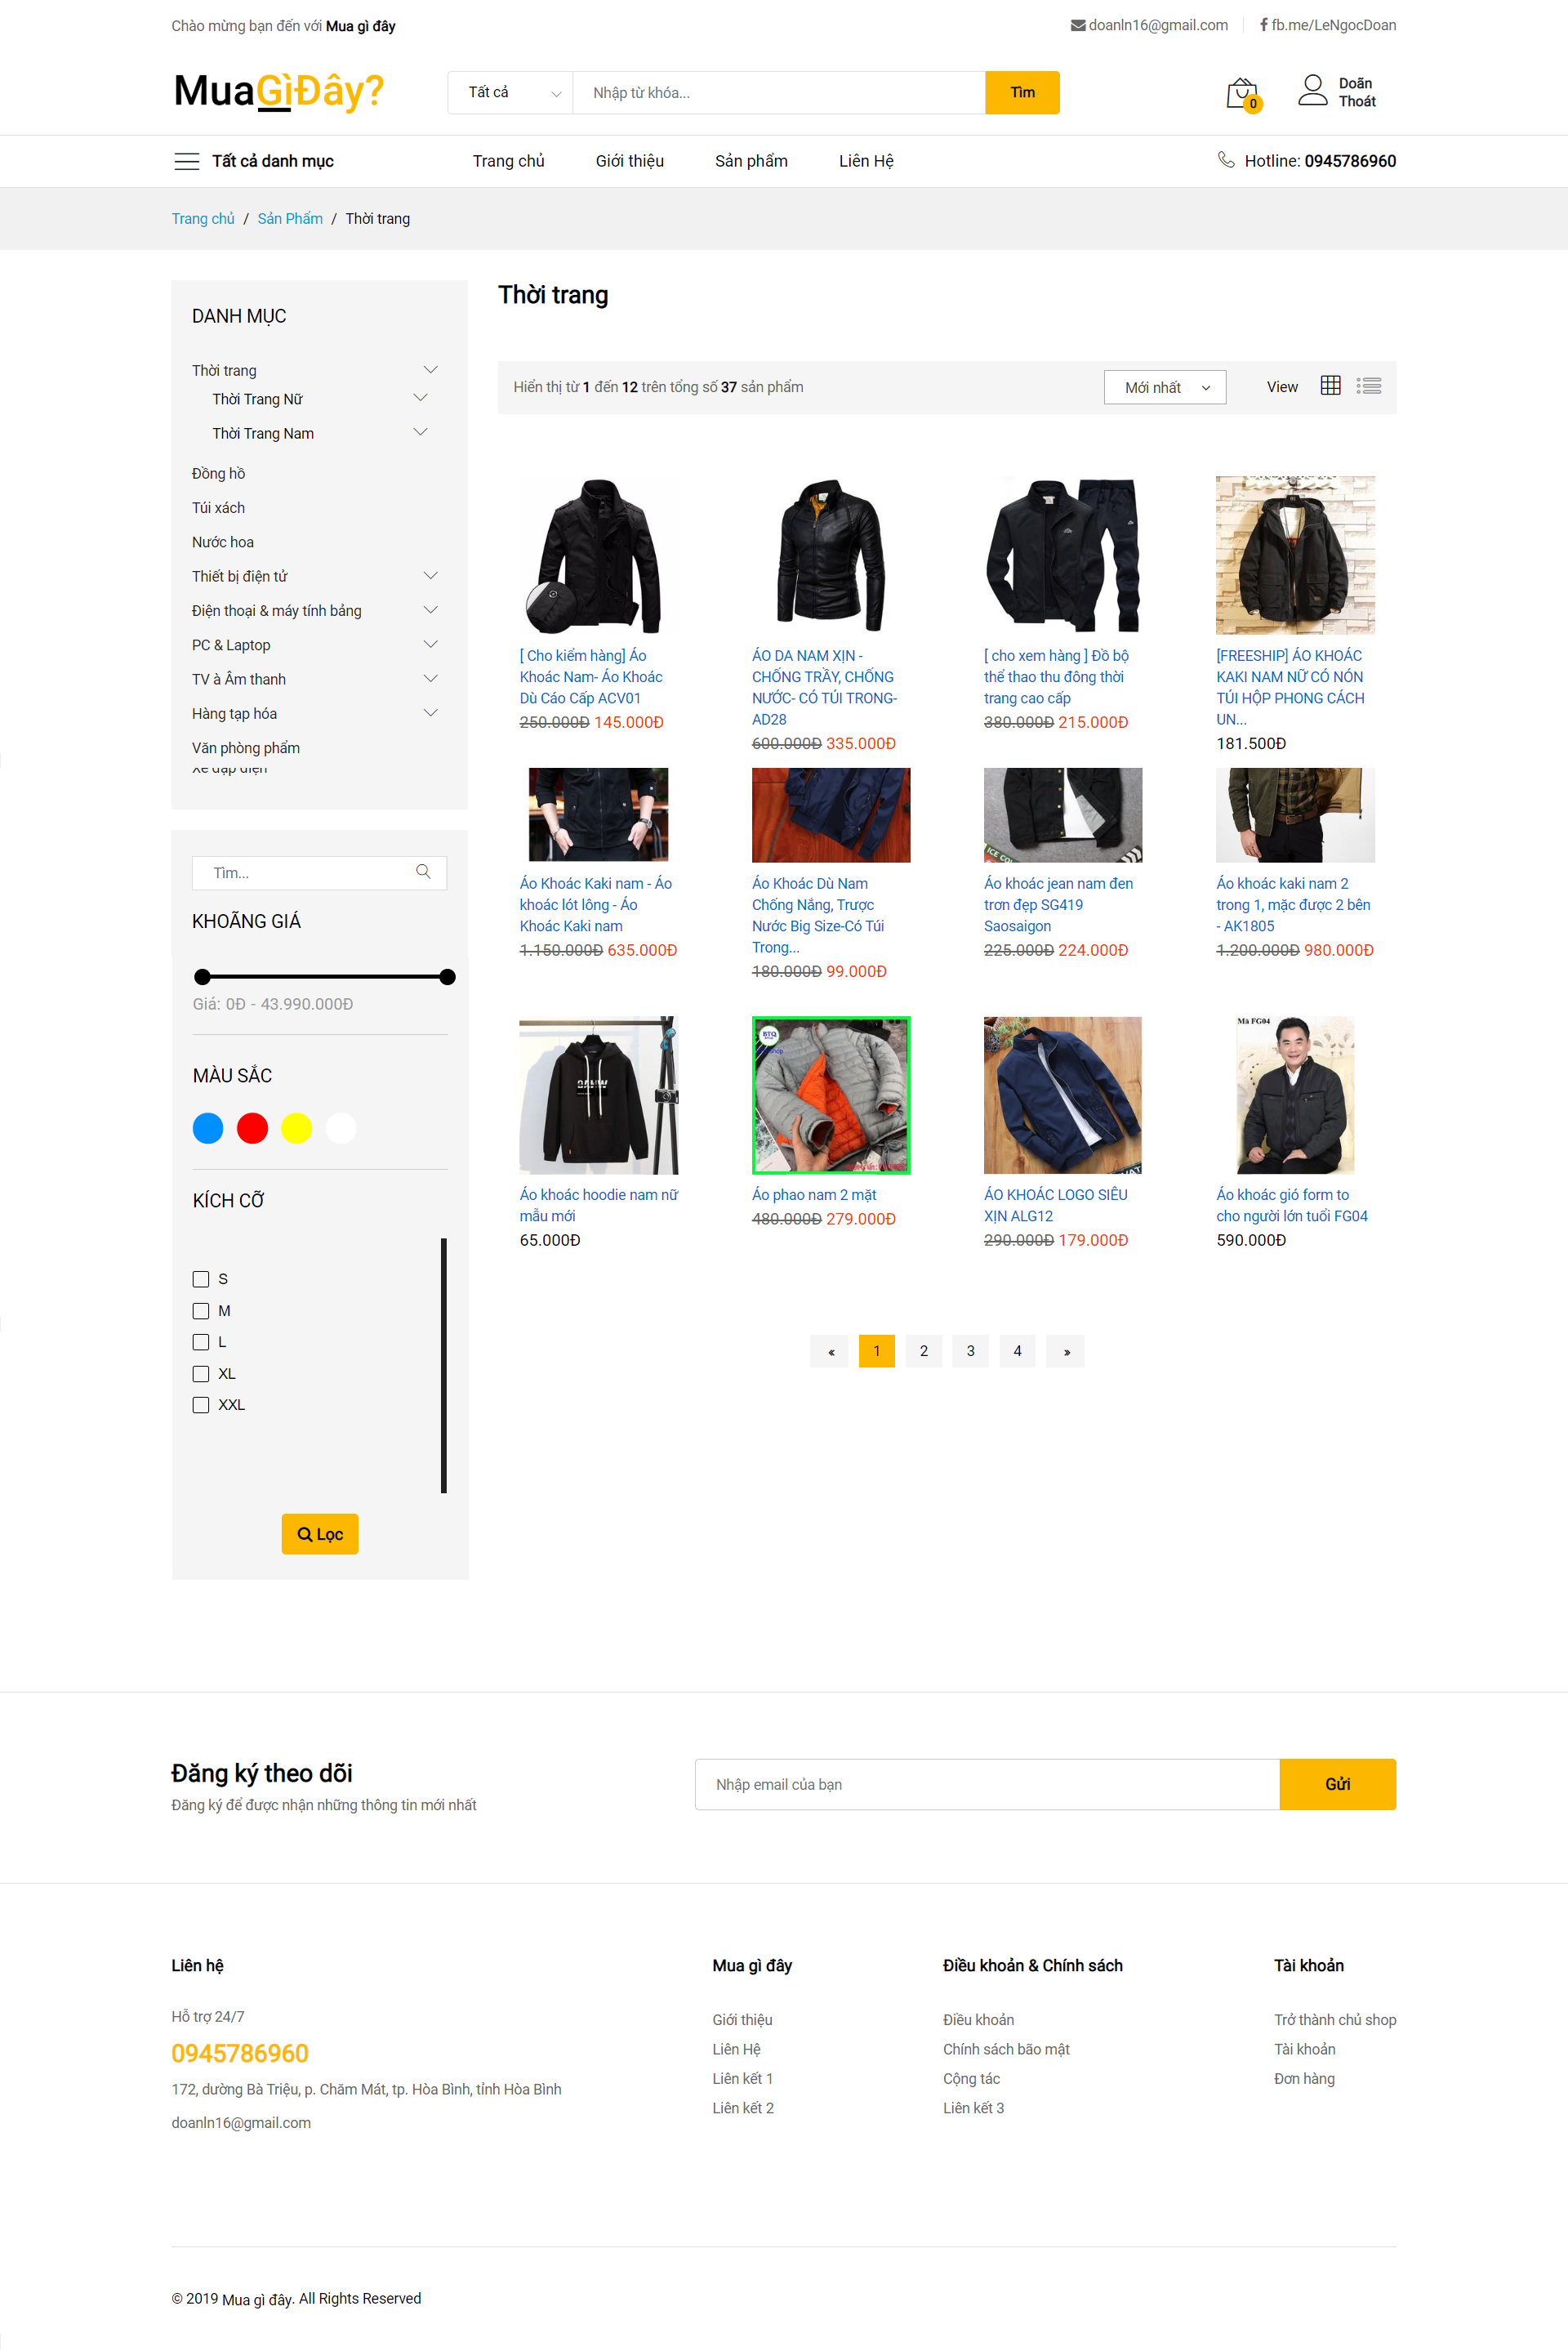 Chào mừng bạn đến với Mua gì đây
doanln16@gmail.com
fb.me/LeNgocDoan
MuaGìĐây?
Tất cả
Nhập từ khóa...
Tìm
0
Doãn
Thoát
Tất cả danh mục
Trang chủ
Giới thiệu
Sản phẩm
Liên Hệ
Hotline: 0945786960
Trang chủ / Sản Phẩm / Thời trang
DANH MỤC
Thời trang
Thời Trang Nữ
Thời Trang Nam
Đồng hồ
Túi xách
Nước hoa
Thiết bị điện tử
Điện thoại & máy tính bảng
PC & Laptop
TV à Âm thanh
Hàng tạp hóa
Văn phòng phẩm
Xe đạp điện
Tìm...
KHOÃNG GIÁ
Giá: 0Đ - 43.990.000Đ
MÀU SẮC
KÍCH CỠ
S
M
L
XL
XXL
Lọc
Thời trang
Hiển thị từ 1 đến 12 trên tổng số 37 sản phẩm
Mới nhất
View
[ Cho kiểm hàng] Áo
Khoác Nam- Áo Khoác
Dù Cáo Cấp ACV01
250.000Đ 145.000Đ
ÁO DA NAM XỊN -
CHỐNG TRẦY, CHỐNG
NƯỚC- CÓ TÚI TRONG-
AD28
600.000Đ 335.000Đ
[ cho xem hàng ] Đồ bộ
thể thao thu đông thời
trang cao cấp
380.000Đ 215.000Đ
[FREESHIP] ÁO KHOÁC
KAKI NAM NỮ CÓ NÓN
TÚI HỘP PHONG CÁCH
UN...
181.500Đ
Áo Khoác Kaki nam - Áo
khoác lót lông - Áo
Khoác Kaki nam
1.150.000Đ 635.000Đ
Áo Khoác Dù Nam
Chống Nắng, Trược
Nước Big Size-Có Túi
Trong...
180.000Đ 99.000Đ
ICE CO
Áo khoác jean nam đen
trơn đẹp SG419
Saosaigon
225.000Đ 224.000Đ
Áo khoác kaki nam 2
trong 1, mặc được 2 bên
- AK1805
1.200.000Đ 980.000Đ
Áo khoác hoodie nam nữ
mẫu mới
65.000Đ
BTQ
Áo phao nam 2 mặt
480.000Đ 279.000Đ
ÁO KHOÁC LOGO SIÊU
XỊN ALG12
290.000Đ 179.000Đ
Mã FG04
Áo khoác gió form to
cho người lớn tuổi FG04
590.000Đ
« 1 2 3 4 »
Đăng ký theo dõi
Đăng ký để được nhận những thông tin mới nhất
Nhập email của bạn
Gửi
Liên hệ
Hỗ trợ 24/7
0945786960
172, dường Bà Triệu, p. Chăm Mát, tp. Hòa Bình, tỉnh Hòa Bình
doanln16@gmail.com
Mua gì đây
Giới thiệu
Liên Hệ
Liên kết 1
Liên kết 2
Điều khoản & Chính sách
Điều khoản
Chính sách bão mật
Cộng tác
Liên kết 3
Tài khoản
Trở thành chủ shop
Tài khoản
Đơn hàng
© 2019 Mua gì đây. All Rights Reserved